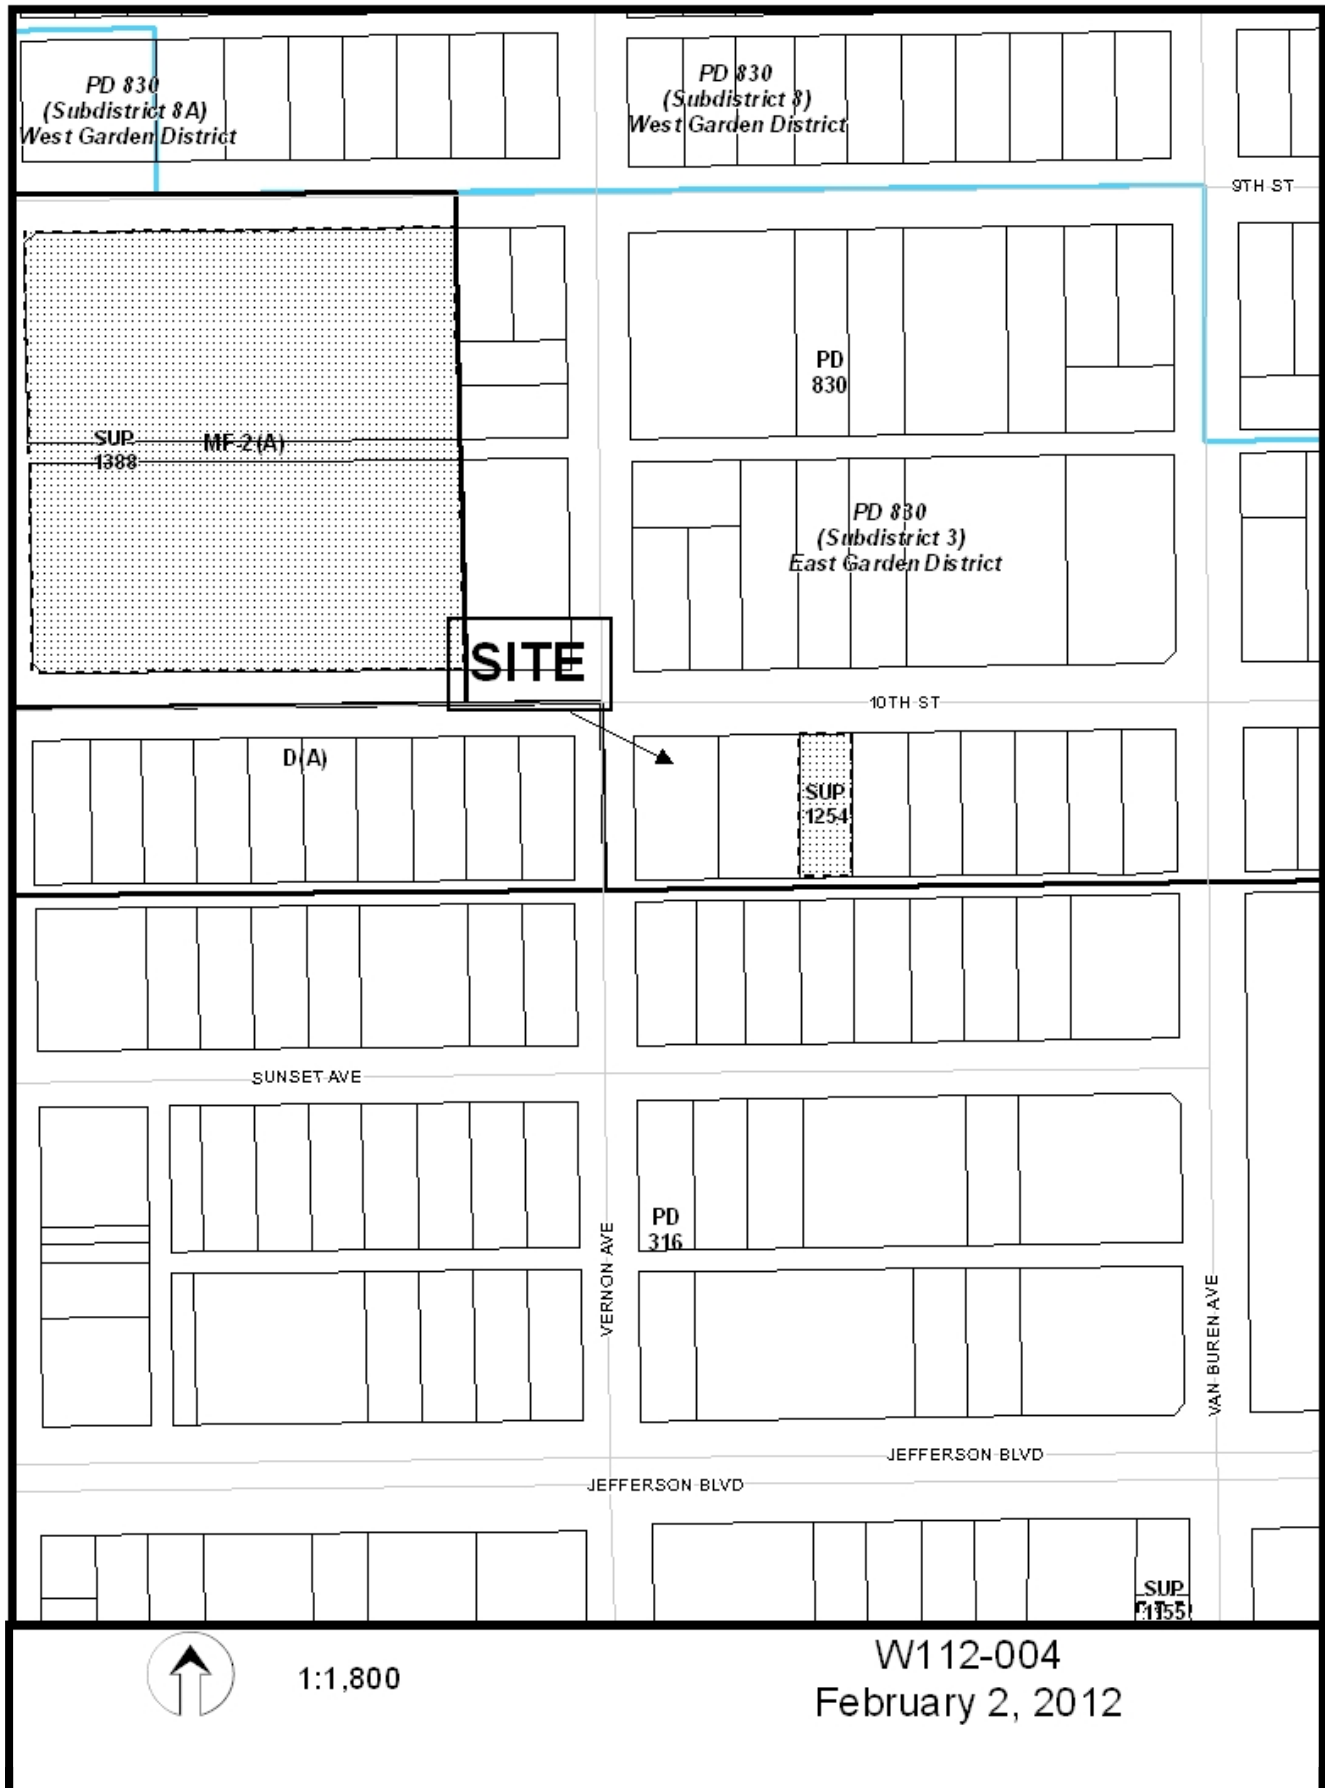 PD 830
(Subdistrict 8A)
West Garden District
PD 830
(Subdistrict 8)
West Garden District
9TH ST
PD
830
SUP
1388
MF-2(A)
PD 830
(Subdistrict 3)
East Garden District
SITE
10TH ST
D(A)
SUP
1254
SUNSET AVE
PD
316
VERNON AVE
VAN BUREN AVE
JEFFERSON BLVD
JEFFERSON BLVD
SUP
1155
1:1,800
W112-004
February 2, 2012